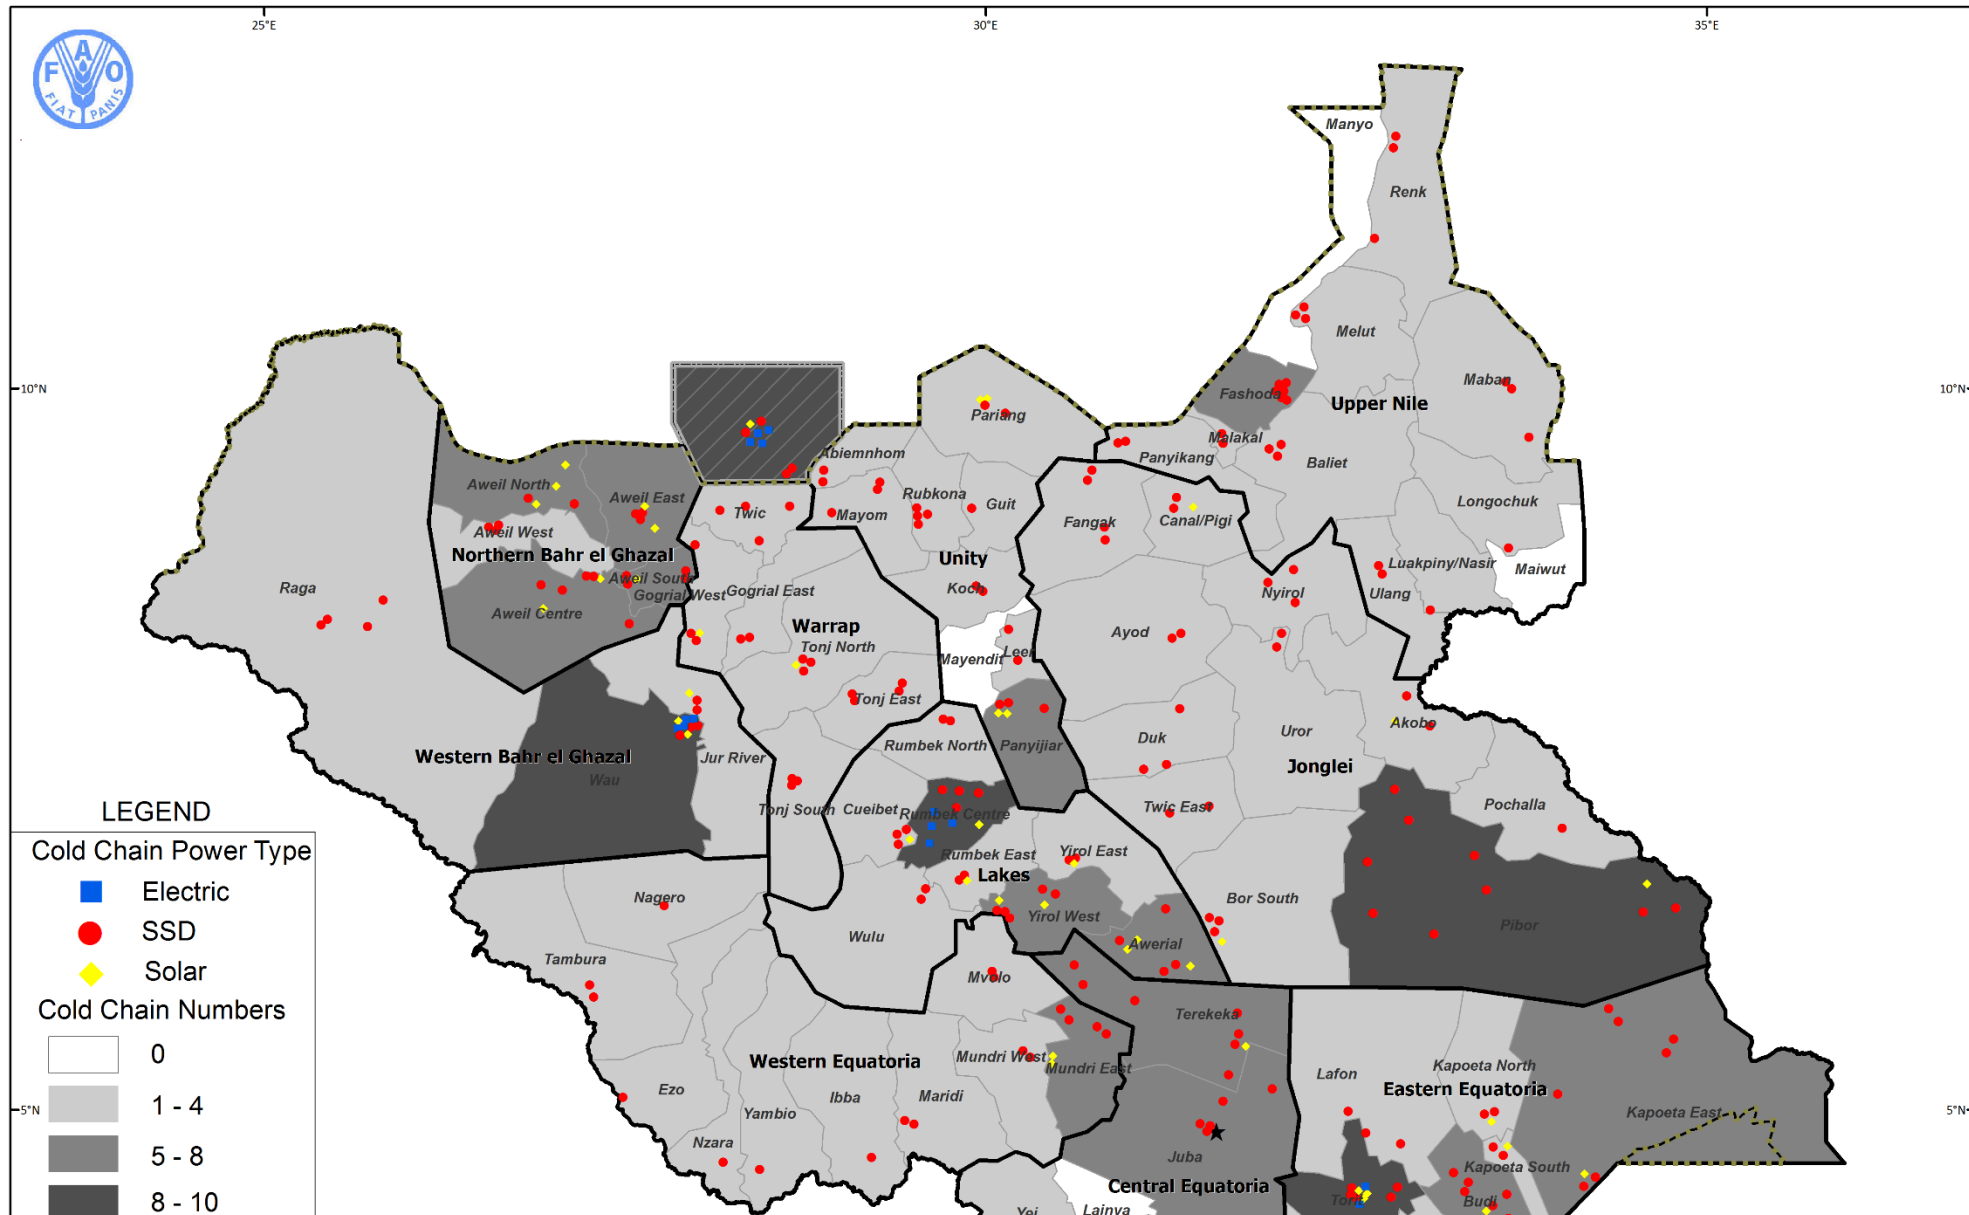 25°E
30°E
35°E
F A O
FIAT PANIS
Manyo
Renk
Melut
10°N
10°N
Maban
Fashoda
Upper Nile
Pariang
Malakal
Abiemnhom
Panyikang
Baliet
Aweil North
Aweil East
Rubkona
Guit
Longochuk
Twic
Mayom
Fangak
Canal/Pigi
Aweil West
Northern Bahr el Ghazal
Unity
Luakpiny/Nasir
Maiwut
Raga
Aweil South
Gogrial West
Gogrial East
Koch
Nyirol
Ulang
Aweil Centre
Warrap
Ayod
Tonj North
Mayendit
Leer
Tonj East
Akobo
Rumbek North
Panyijiar
Duk
Uror
Western Bahr el Ghazal
Jur River
Wau
Jonglei
Tonj South
Cueibet
Rumbek Centre
Twic East
Pochalla
LEGEND
Cold Chain Power Type
Electric
SSD
Solar
Cold Chain Numbers
0
1 - 4
5 - 8
8 - 10
Rumbek East
Yirol East
Lakes
Nagero
Bor South
Yirol West
Pibor
Wulu
Awerial
Tambura
Mvolo
Terekeka
Western Equatoria
Mundri West
Mundri East
Lafon
Kapoeta North
Eastern Equatoria
Ezo
Yambio
Ibba
Maridi
Kapoeta East
5°N
5°N
Nzara
Juba
Kapoeta South
Central Equatoria
Torit
Budi
Yei
Lainya